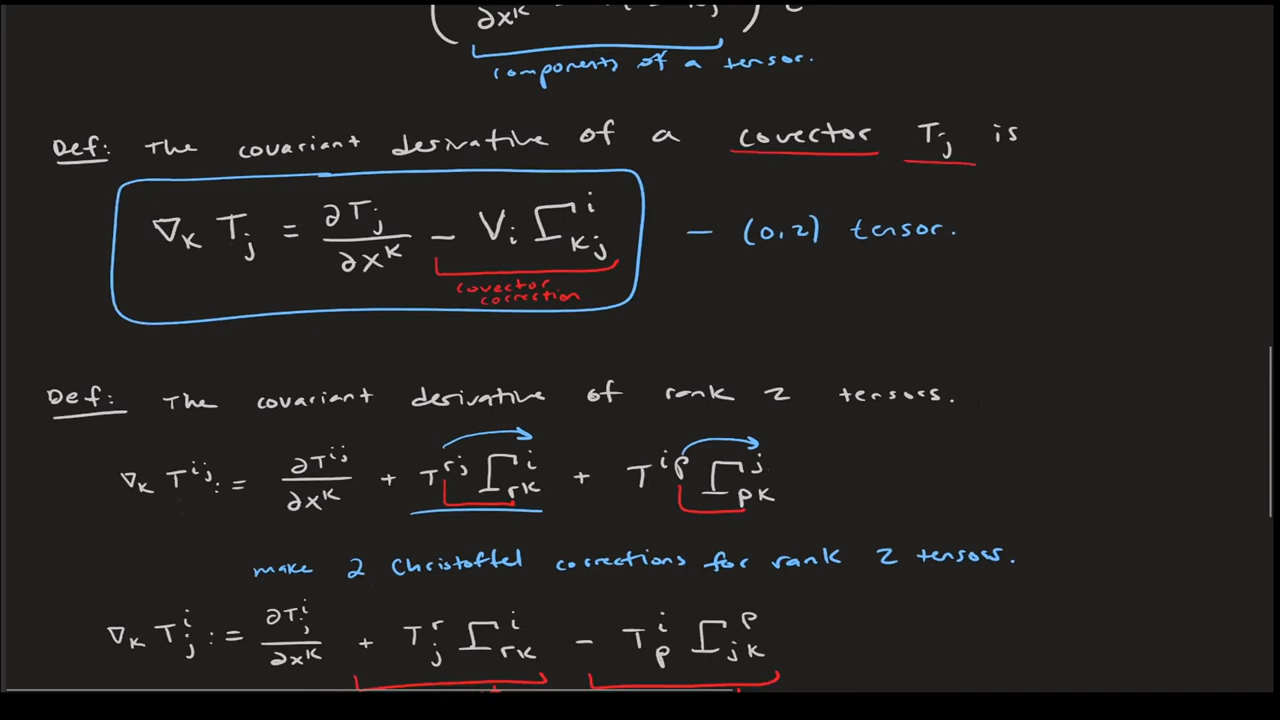 ∂x^K
components of a tensor.
Def: The covariant derivative of a covector T_j is
∇_K T_j = ∂T_j/∂x^K − V_i Γ^i_{Kj} — (0,2) tensor.
covector
correction
Def: The covariant derivative of rank 2 tensors.
∇_K T^{ij} := ∂T^{ij}/∂x^K + T^{rj} Γ^i_{rK} + T^{ip} Γ^j_{pK}
make 2 Christoffel corrections for rank 2 tensors.
∇_K T^i_j := ∂T^i_j/∂x^K + T^r_j Γ^i_{rK} − T^i_p Γ^p_{jK}